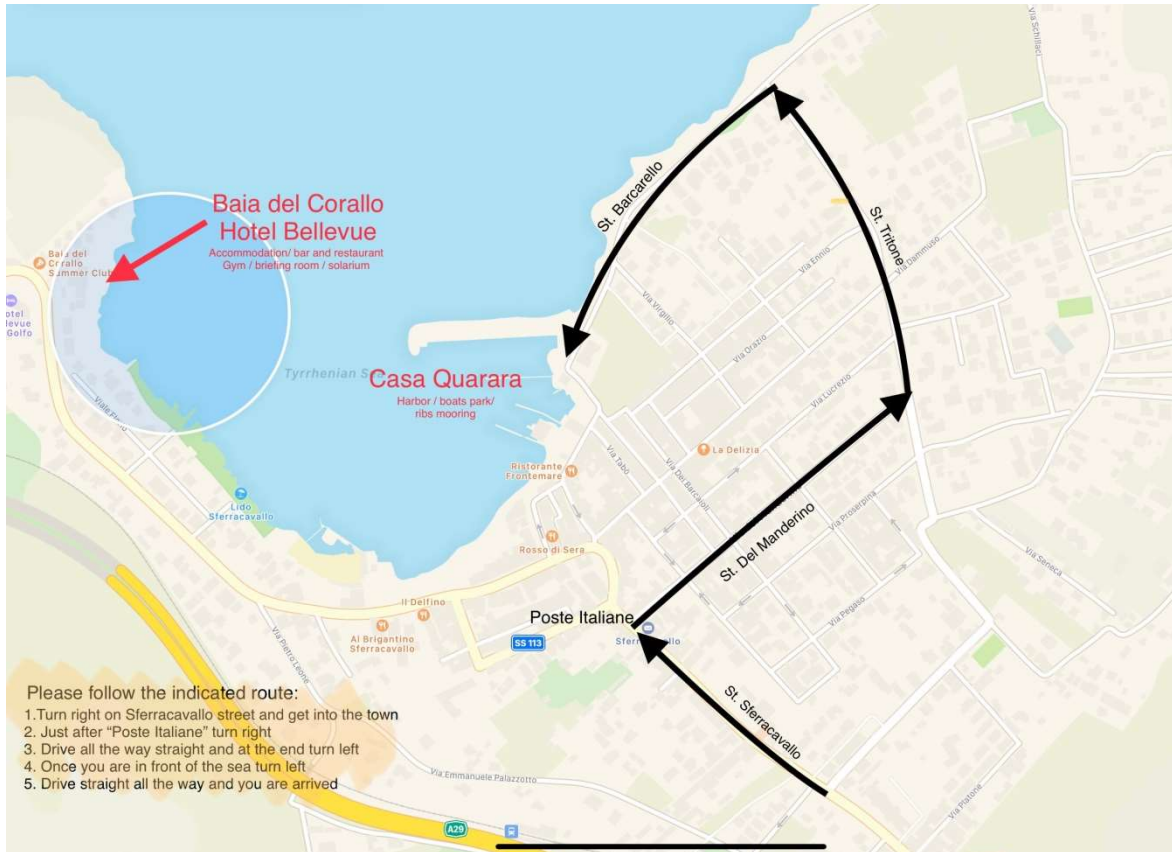 Via Schillaci
St. Barcarello
St. Tritone
Baia del Corallo
Hotel Bellevue
Accommodation/ bar and restaurant
Gym / briefing room / solarium
Baia del
Corallo
Summer Club
Via Ennio
Via Dammuso
otel
llevue
Golfo
Via Virgilio
Via Orazio
Tyrrhenian Sea
Casa Quarara
Harbor / boats park/
ribs mooring
Via Lucrezio
La Delizia
Via Tabò
Via Dei Barcaioli
Ristorante
Frontemare
Lido
Sferracavallo
Via Proserpina
St. Del Manderino
Rosso di Sera
Via Seneca
Il Delfino
Via Pegaso
Poste Italiane
SS 113
Sferracavallo
Al Brigantino
Sferracavallo
Via Pietro Leone
St. Sferracavallo
Please follow the indicated route:
1.Turn right on Sferracavallo street and get into the town
2. Just after “Poste Italiane” turn right
3. Drive all the way straight and at the end turn left
4. Once you are in front of the sea turn left
5. Drive straight all the way and you are arrived
Via Emmanuele Palazzotto
Via Platone
A29